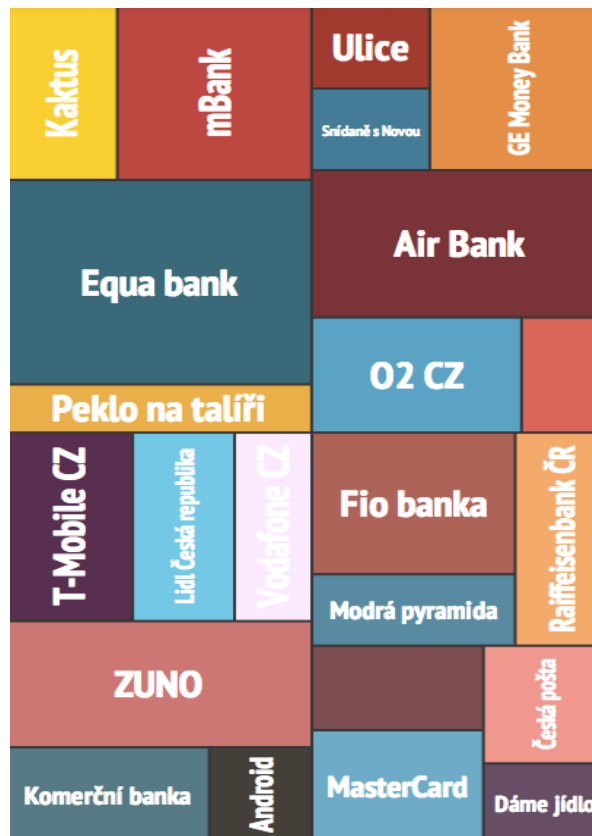 Kaktus
mBank
Ulice
Snídaně s Novou
GE Money Bank
Equa bank
Air Bank
O2 CZ
Peklo na talíři
T-Mobile CZ
Lidl Česká republika
Vodafone CZ
Fio banka
Raiffeisenbank ČR
Modrá pyramida
ZUNO
Česká pošta
Komerční banka
Android
MasterCard
Dáme jídlo